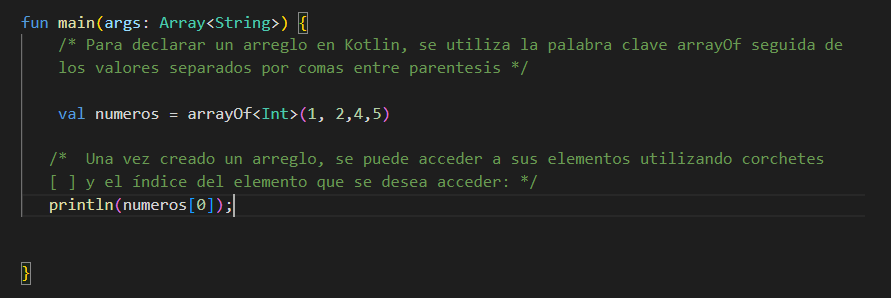 fun main(args: Array<String>) {
/* Para declarar un arreglo en Kotlin, se utiliza la palabra clave arrayOf seguida de
los valores separados por comas entre parentesis */
val numeros = arrayOf<Int>(1, 2,4,5)
/*  Una vez creado un arreglo, se puede acceder a sus elementos utilizando corchetes
[ ] y el índice del elemento que se desea acceder: */
println(numeros[0]);
}